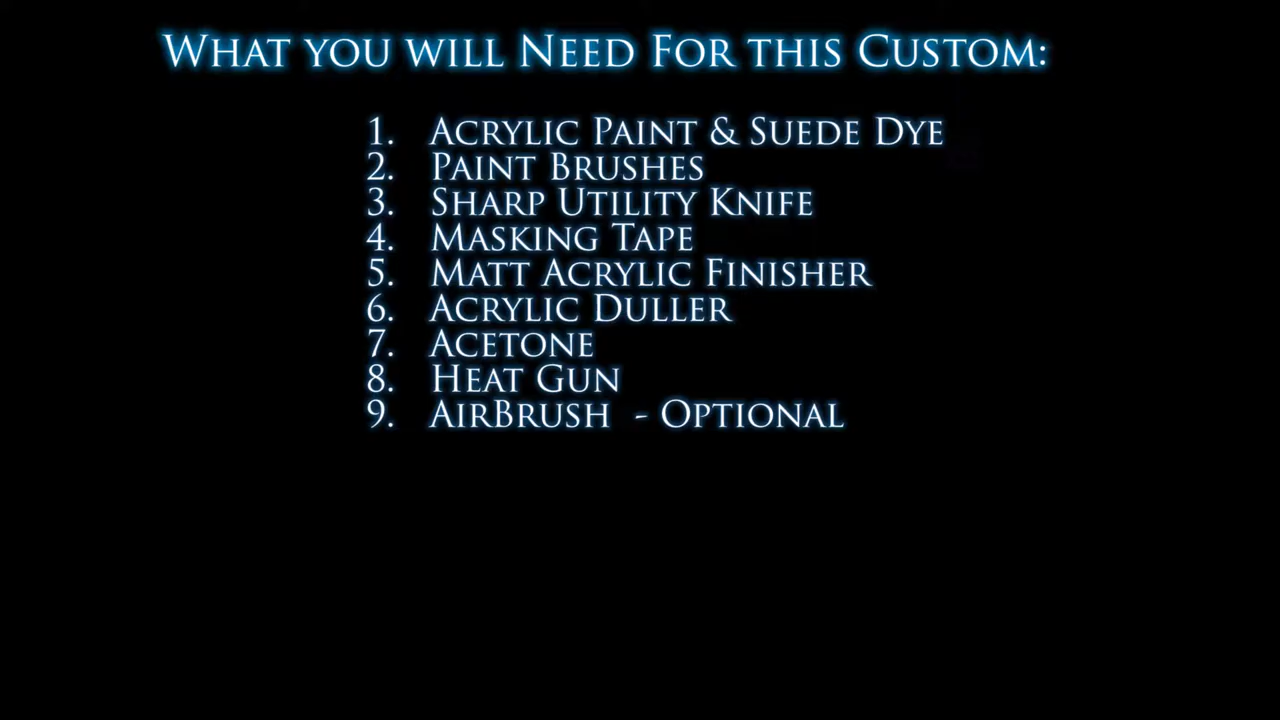 What you will Need For this Custom:
1. Acrylic Paint & Suede Dye
2. Paint Brushes
3. Sharp Utility Knife
4. Masking Tape
5. Matt Acrylic Finisher
6. Acrylic Duller
7. Acetone
8. Heat Gun
9. AirBrush - Optional